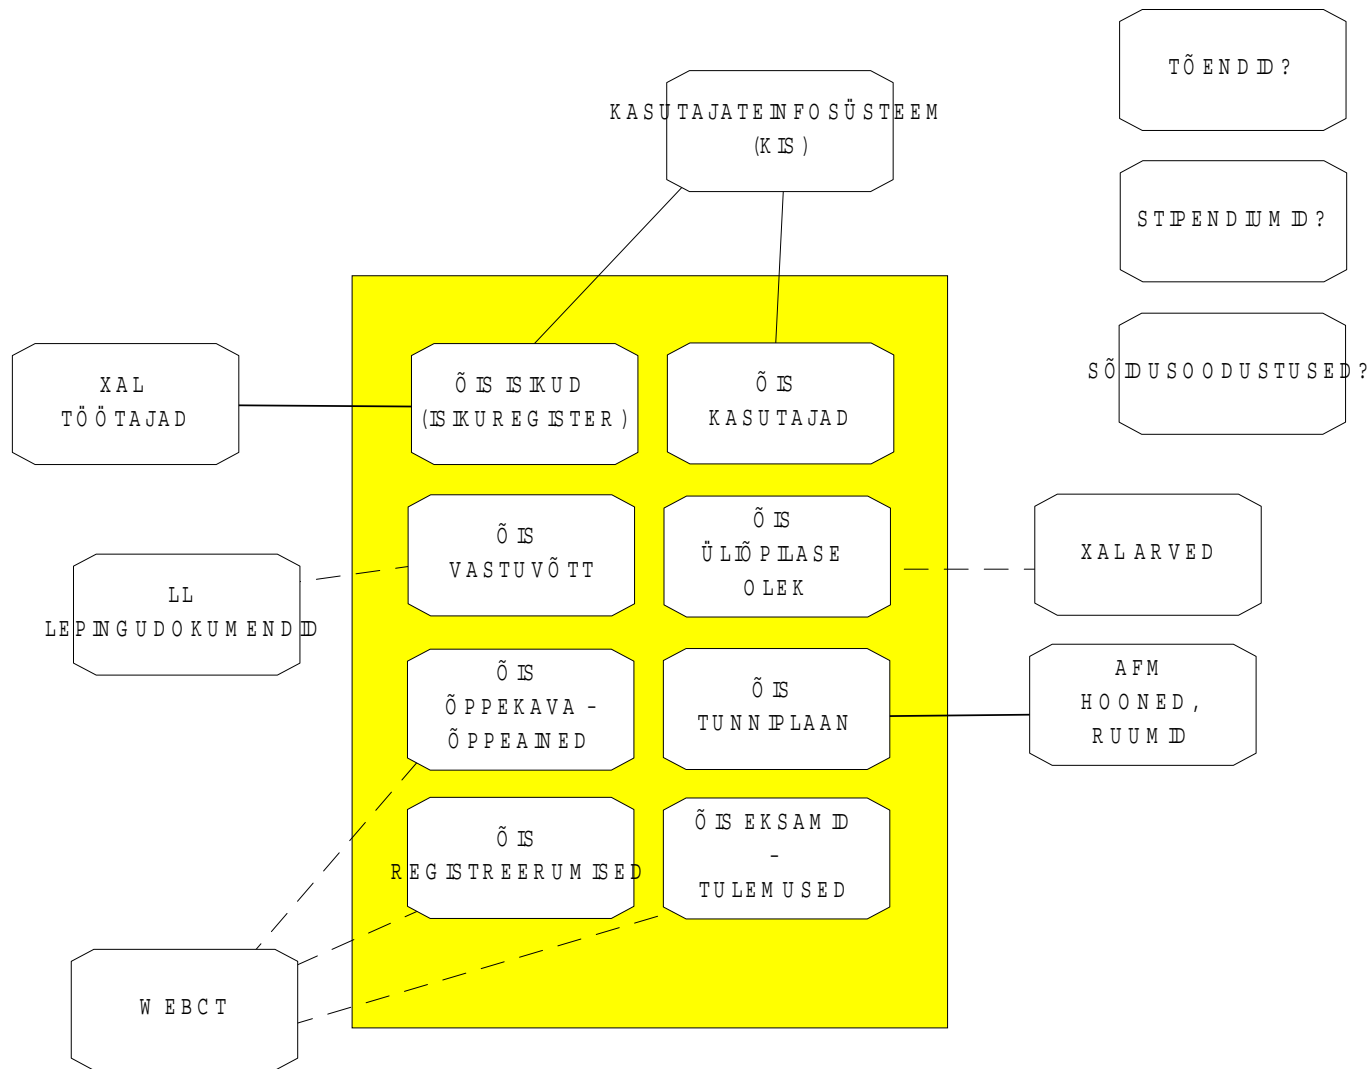 TÕENDID?
KASUTAJATE INFOSÜSTEEM
(KIS)
STIPENDIUMID?
SÕIDUSOODUSTUSED?
XAL
TÖÖTAJAD
ÕIS ISIKUD
(ISIKUREGISTER)
ÕIS
KASUTAJAD
LL
LEPINGUDOKUMENDID
ÕIS
VASTUVÕTT
ÕIS
ÜLIÕPILASE
OLEK
XAL ARVED
ÕIS
ÕPPEKAVA-
ÕPPEAINED
ÕIS
TUNNIPLAAN
AFM
HOONED,
RUUMID
ÕIS
REGISTREERUMISED
ÕIS EKSAMID
-
TULEMUSED
WEBCT